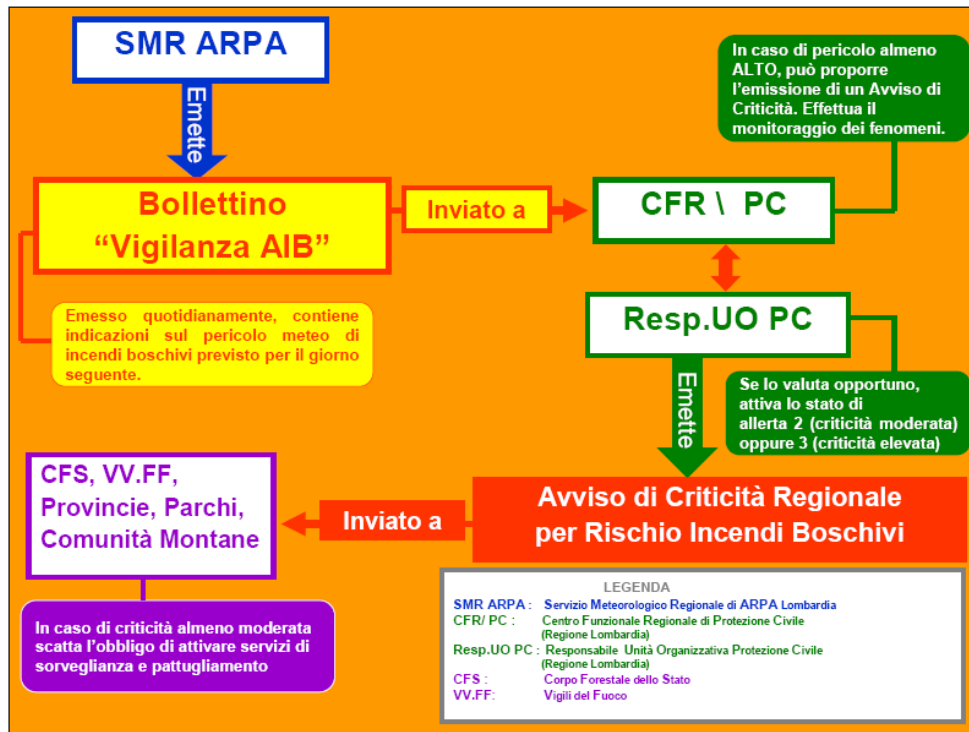 SMR ARPA
Emette
In caso di pericolo almeno
ALTO, può proporre
l'emissione di un Avviso di
Criticità. Effettua il
monitoraggio dei fenomeni.
Bollettino
“Vigilanza AIB”
Inviato a
CFR \ PC
Emesso quotidianamente, contiene
indicazioni sul pericolo meteo di
incendi boschivi previsto per il giorno
seguente.
Resp.UO PC
Emette
Se lo valuta opportuno,
attiva lo stato di
allerta 2 (criticità moderata)
oppure 3 (criticità elevata)
CFS, VV.FF,
Provincie, Parchi,
Comunità Montane
Inviato a
Avviso di Criticità Regionale
per Rischio Incendi Boschivi
In caso di criticità almeno moderata
scatta l'obbligo di attivare servizi di
sorveglianza e pattugliamento
LEGENDA
SMR ARPA : Servizio Meteorologico Regionale di ARPA Lombardia
CFR/ PC : Centro Funzionale Regionale di Protezione Civile
(Regione Lombardia)
Resp.UO PC : Responsabile Unità Organizzativa Protezione Civile
(Regione Lombardia)
CFS : Corpo Forestale dello Stato
VV.FF: Vigili del Fuoco